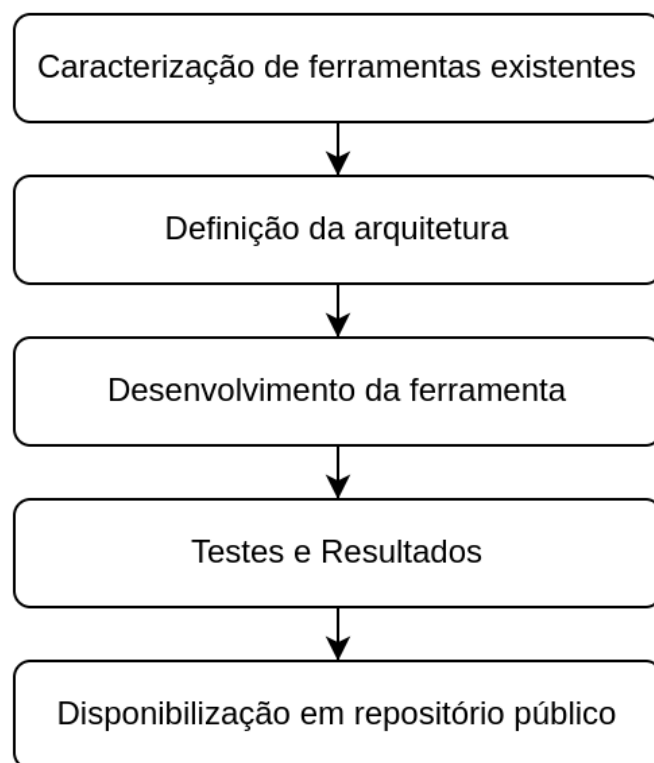 Caracterização de ferramentas existentes
Definição da arquitetura
Desenvolvimento da ferramenta
Testes e Resultados
Disponibilização em repositório público